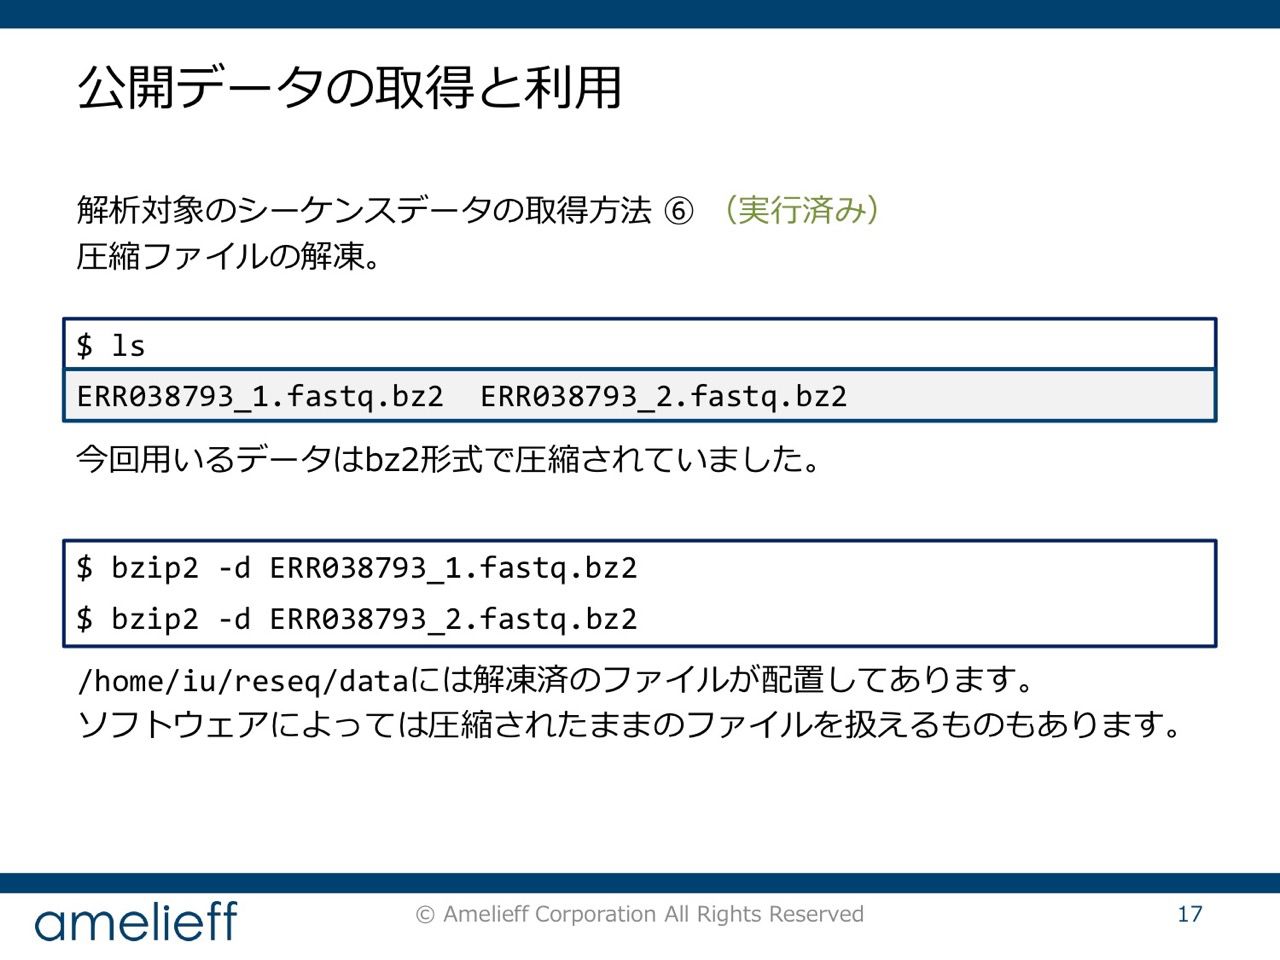 公開データの取得と利用
解析対象のシーケンスデータの取得方法 ⑥ （実行済み）
圧縮ファイルの解凍。
$ ls
ERR038793_1.fastq.bz2  ERR038793_2.fastq.bz2
今回用いるデータはbz2形式で圧縮されていました。
$ bzip2 -d ERR038793_1.fastq.bz2
$ bzip2 -d ERR038793_2.fastq.bz2
/home/iu/reseq/dataには解凍済のファイルが配置してあります。
ソフトウェアによっては圧縮されたままのファイルを扱えるものもあります。
amelieff
© Amelieff Corporation All Rights Reserved
17